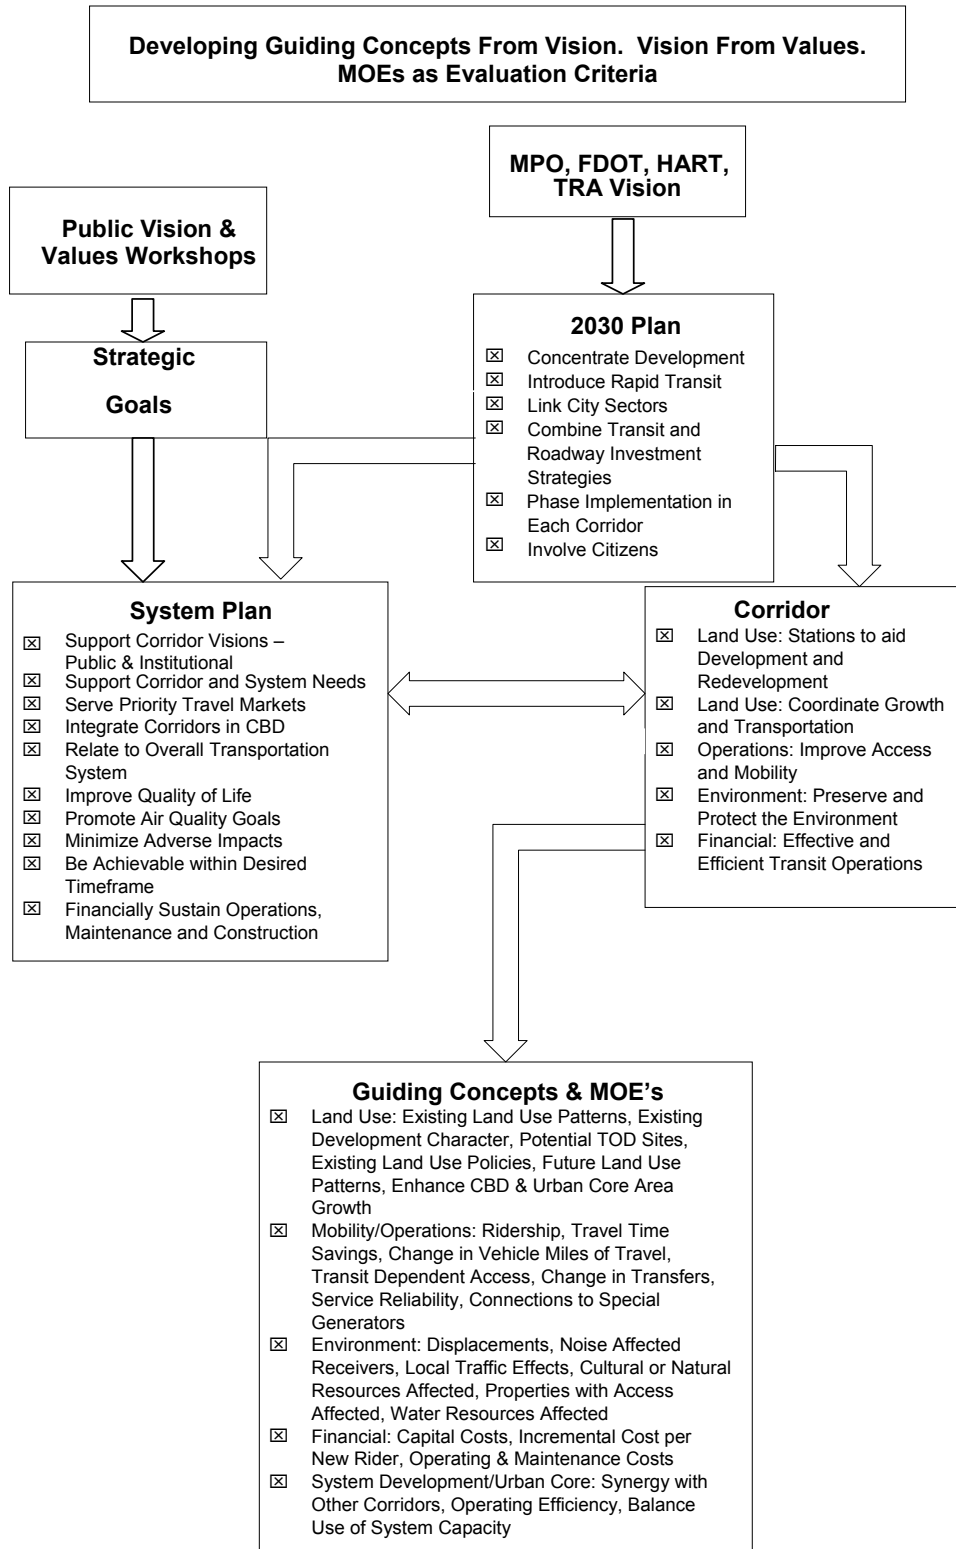 Developing Guiding Concepts From Vision.  Vision From Values.
MOEs as Evaluation Criteria
MPO, FDOT, HART,
TRA Vision
Public Vision &
Values Workshops
Strategic
Goals
2030 Plan
☒ Concentrate Development
☒ Introduce Rapid Transit
☒ Link City Sectors
☒ Combine Transit and
Roadway Investment
Strategies
☒ Phase Implementation in
Each Corridor
☒ Involve Citizens
System Plan
☒ Support Corridor Visions –
Public & Institutional
☒ Support Corridor and System Needs
☒ Serve Priority Travel Markets
☒ Integrate Corridors in CBD
☒ Relate to Overall Transportation
System
☒ Improve Quality of Life
☒ Promote Air Quality Goals
☒ Minimize Adverse Impacts
☒ Be Achievable within Desired
Timeframe
☒ Financially Sustain Operations,
Maintenance and Construction
Corridor
☒ Land Use: Stations to aid
Development and
Redevelopment
☒ Land Use: Coordinate Growth
and Transportation
☒ Operations: Improve Access
and Mobility
☒ Environment: Preserve and
Protect the Environment
☒ Financial: Effective and
Efficient Transit Operations
Guiding Concepts & MOE's
☒ Land Use: Existing Land Use Patterns, Existing
Development Character, Potential TOD Sites,
Existing Land Use Policies, Future Land Use
Patterns, Enhance CBD & Urban Core Area
Growth
☒ Mobility/Operations: Ridership, Travel Time
Savings, Change in Vehicle Miles of Travel,
Transit Dependent Access, Change in Transfers,
Service Reliability, Connections to Special
Generators
☒ Environment: Displacements, Noise Affected
Receivers, Local Traffic Effects, Cultural or Natural
Resources Affected, Properties with Access
Affected, Water Resources Affected
☒ Financial: Capital Costs, Incremental Cost per
New Rider, Operating & Maintenance Costs
☒ System Development/Urban Core: Synergy with
Other Corridors, Operating Efficiency, Balance
Use of System Capacity